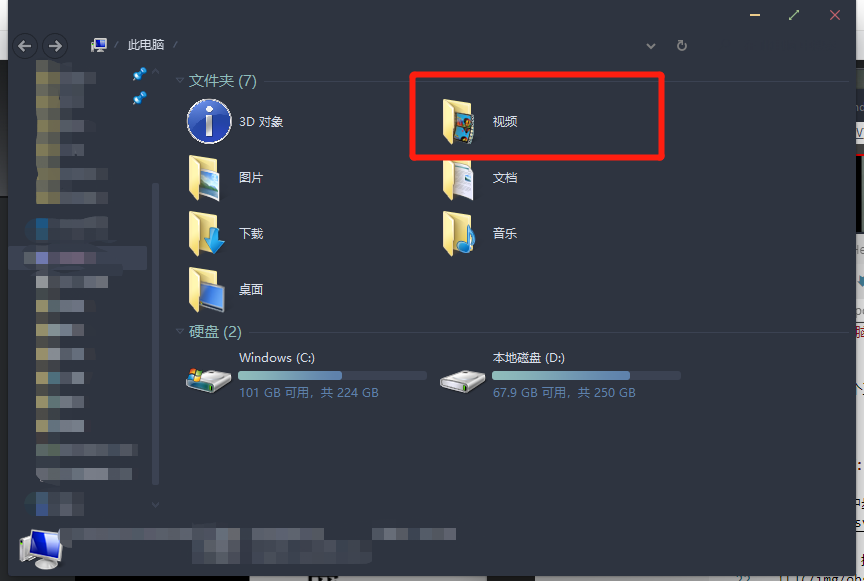 此电脑
文件夹 (7)
3D 对象
视频
图片
文档
下载
音乐
桌面
硬盘 (2)
Windows (C:)
本地磁盘 (D:)
101 GB 可用，共 224 GB
67.9 GB 可用，共 250 GB